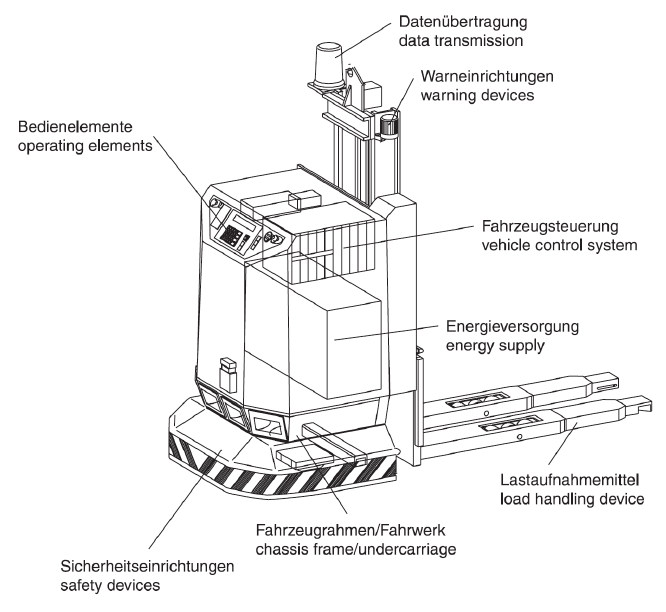 Datenübertragung
data transmission
Warneinrichtungen
warning devices
Bedienelemente
operating elements
Fahrzeugsteuerung
vehicle control system
Energieversorgung
energy supply
Lastaufnahmemittel
load handling device
Fahrzeugrahmen/Fahrwerk
chassis frame/undercarriage
Sicherheitseinrichtungen
safety devices